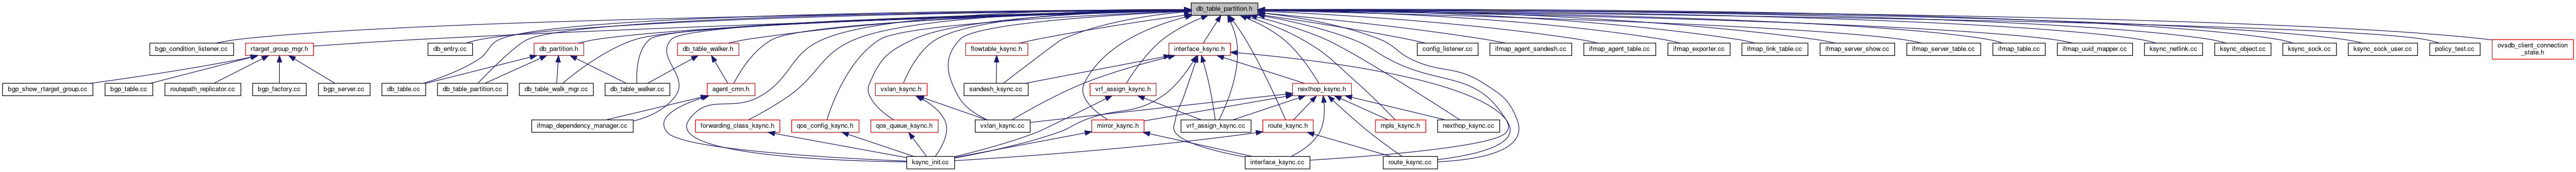 db_table_partition.h
bgp_condition_listener.cc
rtarget_group_mgr.h
db_entry.cc
db_partition.h
db_table_walker.h
flowtable_ksync.h
interface_ksync.h
config_listener.cc
ifmap_agent_sandesh.cc
ifmap_agent_table.cc
ifmap_exporter.cc
ifmap_link_table.cc
ifmap_server_show.cc
ifmap_server_table.cc
ifmap_table.cc
ifmap_uuid_mapper.cc
ksync_netlink.cc
ksync_object.cc
ksync_sock.cc
ksync_sock_user.cc
policy_test.cc
ovsdb_client_connection
_state.h
bgp_show_rtarget_group.cc
bgp_table.cc
routepath_replicator.cc
bgp_factory.cc
bgp_server.cc
db_table.cc
db_table_partition.cc
db_table_walk_mgr.cc
db_table_walker.cc
agent_cmn.h
vxlan_ksync.h
sandesh_ksync.cc
vrf_assign_ksync.h
nexthop_ksync.h
ifmap_dependency_manager.cc
forwarding_class_ksync.h
qos_config_ksync.h
qos_queue_ksync.h
vxlan_ksync.cc
mirror_ksync.h
vrf_assign_ksync.cc
route_ksync.h
mpls_ksync.h
nexthop_ksync.cc
ksync_init.cc
interface_ksync.cc
route_ksync.cc